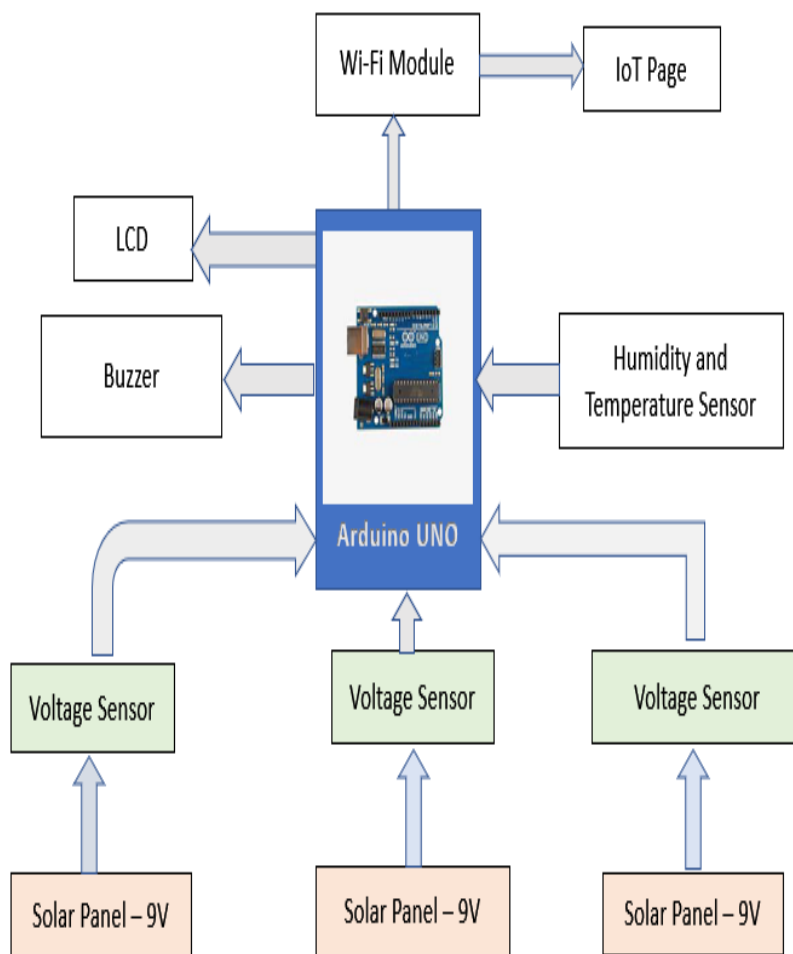 Wi-Fi Module
IoT Page
LCD
Buzzer
Humidity and
Temperature Sensor
UNO
Arduino UNO
Voltage Sensor
Voltage Sensor
Voltage Sensor
Solar Panel – 9V
Solar Panel – 9V
Solar Panel – 9V